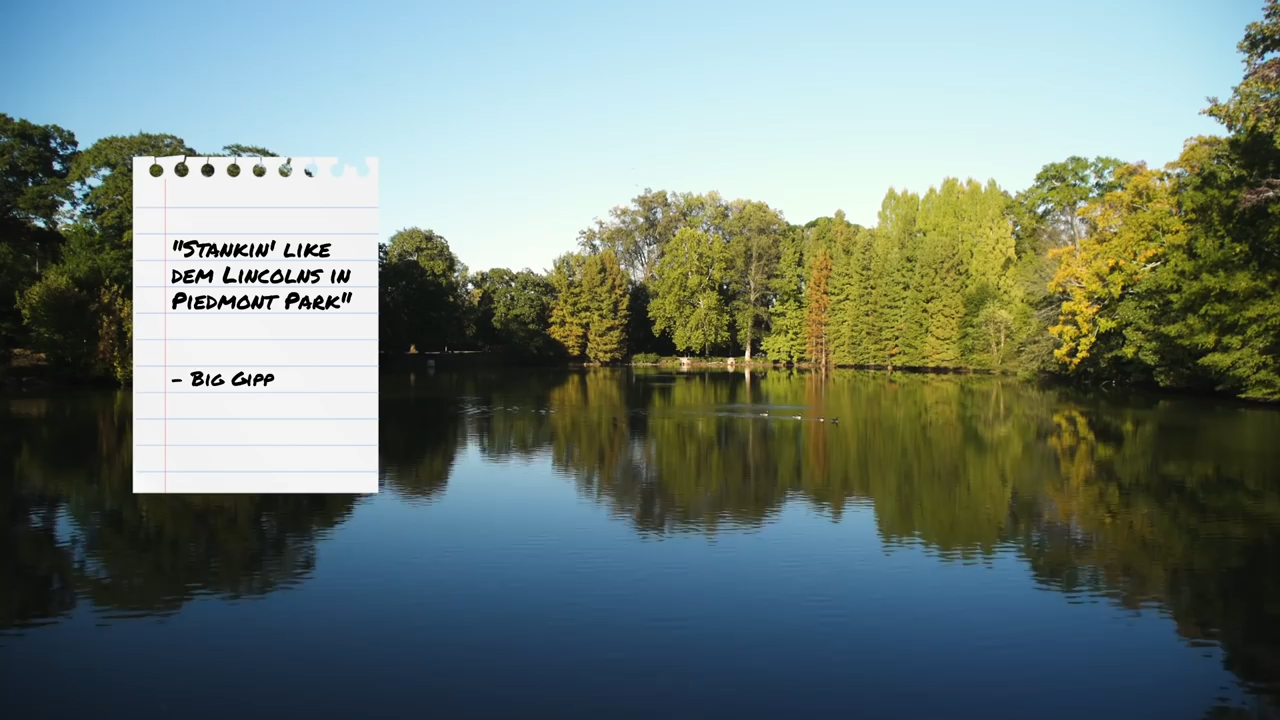 "Stankin' like
dem Lincolns in
Piedmont Park"
- Big Gipp